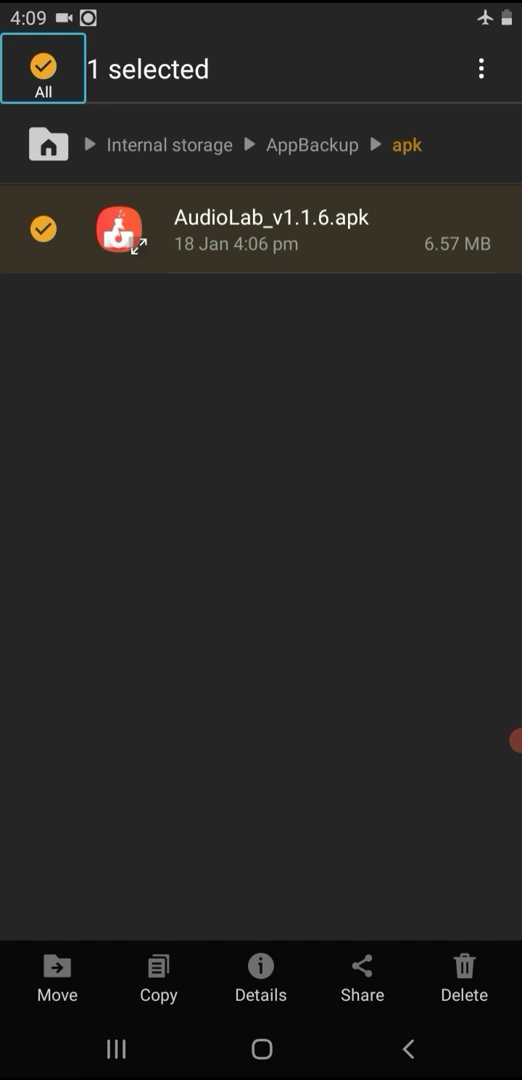 4:09
1 selected
All
Internal storage AppBackup apk
AudioLab_v1.1.6.apk
18 Jan 4:06 pm 6.57 MB
Move Copy Details Share Delete